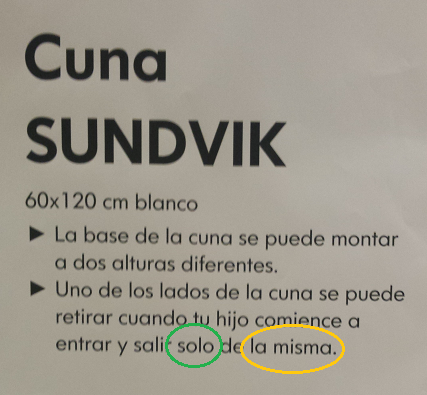 Cuna
SUNDVIK
60x120 cm blanco
► La base de la cuna se puede montar
a dos alturas diferentes.
► Uno de los lados de la cuna se puede
retirar cuando tu hijo comience a
entrar y salir solo de la misma.